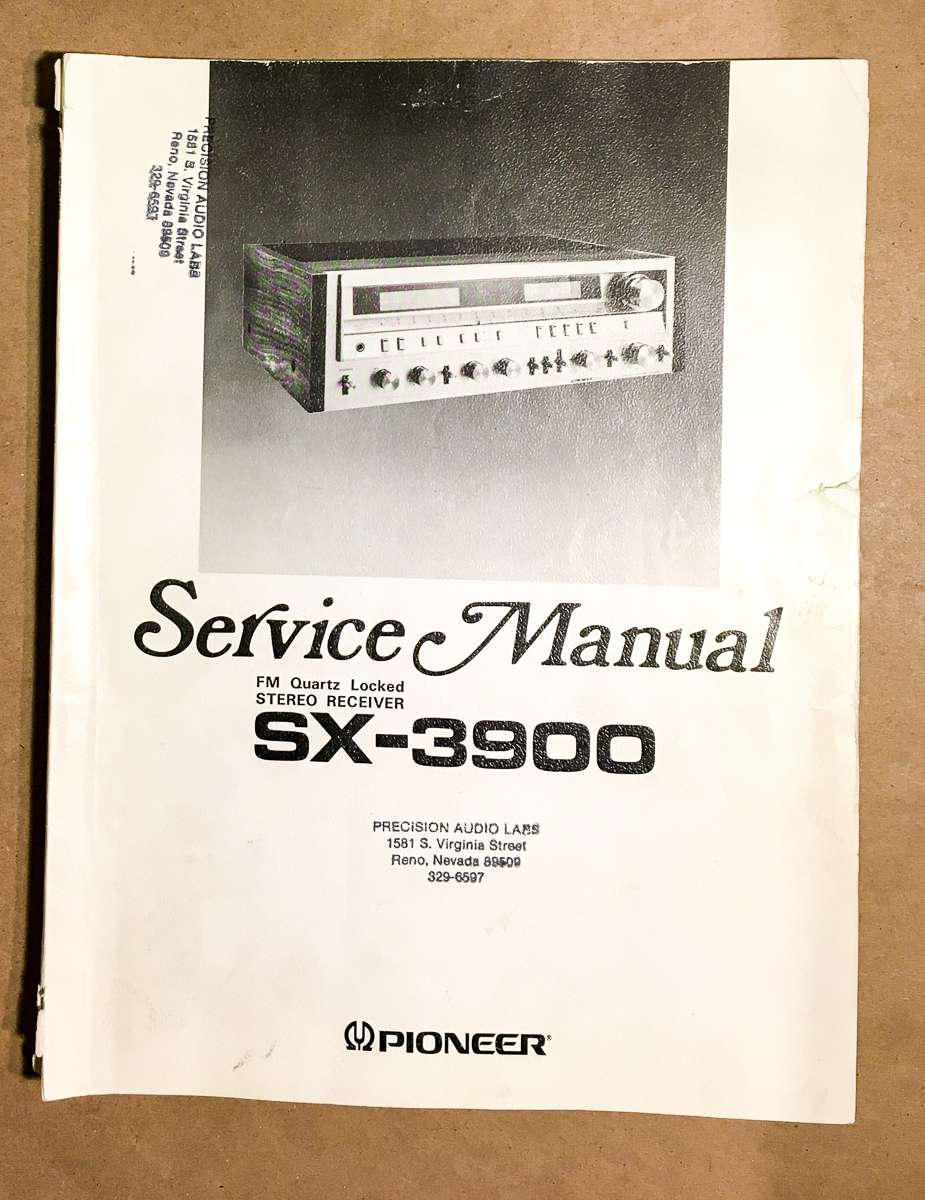 PRECISION AUDIO LABS
1581 S. Virginia Street
Reno, Nevada 89509
329-6597
Service Manual
FM Quartz Locked
STEREO RECEIVER
SX-3900
PRECISION AUDIO LABS
1581 S. Virginia Street
Reno, Nevada 89509
329-6597
PIONEER®